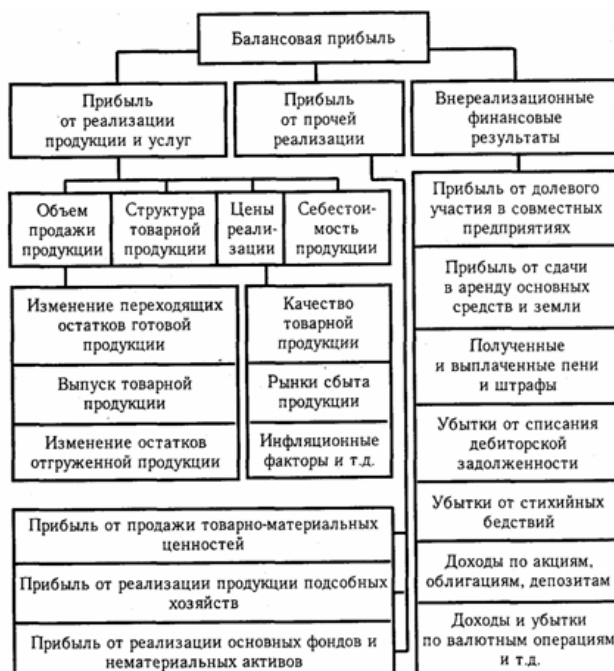 Балансовая прибыль
Прибыль
от реализации
продукции и услуг
Прибыль
от прочей
реализации
Внереализационные
финансовые
результаты
Объем
продажи
продукции
Структура
товарной
продукции
Цены
реали-
зации
Себестои-
мость
продукции
Изменение переходящих
остатков готовой
продукции
Выпуск товарной
продукции
Изменение остатков
отгруженной продукции
Качество
товарной
продукции
Рынки сбыта
продукции
Инфляционные
факторы и т.д.
Прибыль от продажи товарно-материальных
ценностей
Прибыль от реализации продукции подсобных
хозяйств
Прибыль от реализации основных фондов и
нематериальных активов
Прибыль от долевого
участия в совместных
предприятиях
Прибыль от сдачи
в аренду основных
средств и земли
Полученные
и выплаченные пени
и штрафы
Убытки от списания
дебиторской
задолженности
Убытки от стихийных
бедствий
Доходы по акциям,
облигациям, депозитам
Доходы и убытки
по валютным операциям
и т.д.